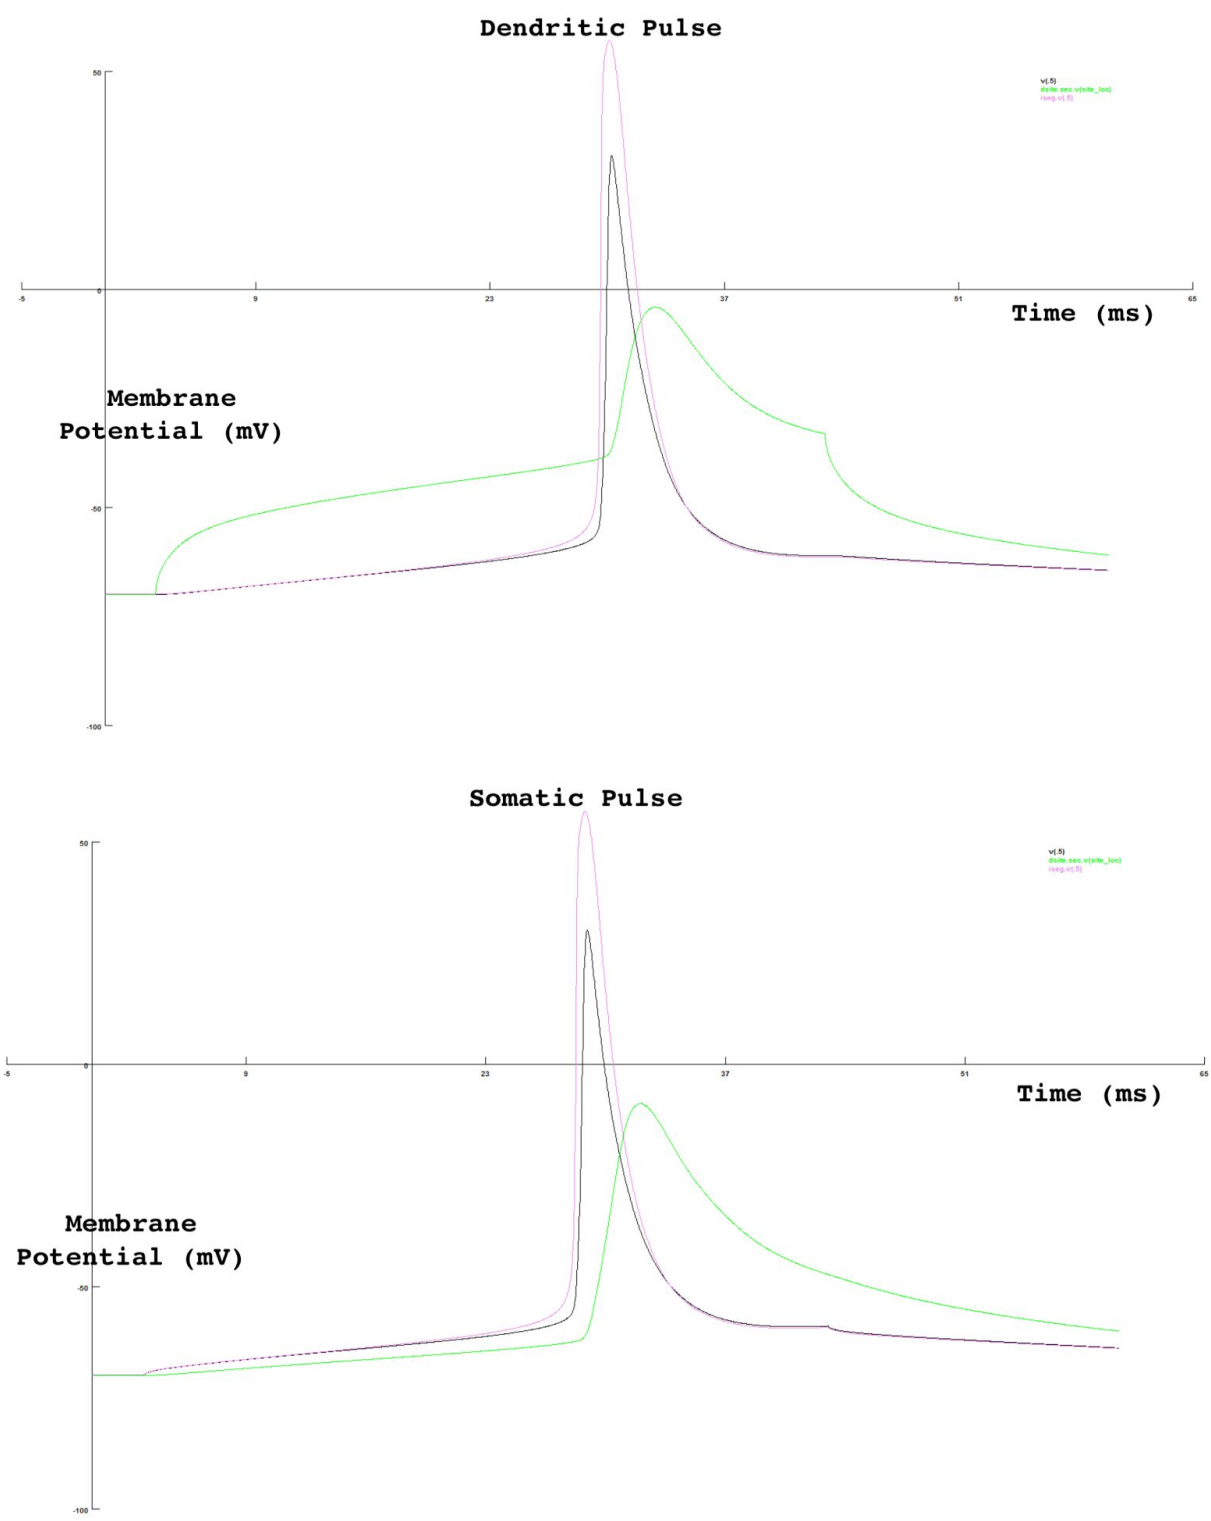 Dendritic Pulse
50
v(.5)
dsite.sec.v(site_loc)
iseg.v(.5)
-5
0
9
23
37
51
65
Time (ms)
Membrane
Potential (mV)
-50
-100
Somatic Pulse
50
v(.5)
dsite.sec.v(site_loc)
iseg.v(.5)
-5
0
9
23
37
51
65
Time (ms)
Membrane
Potential (mV)
-50
-100